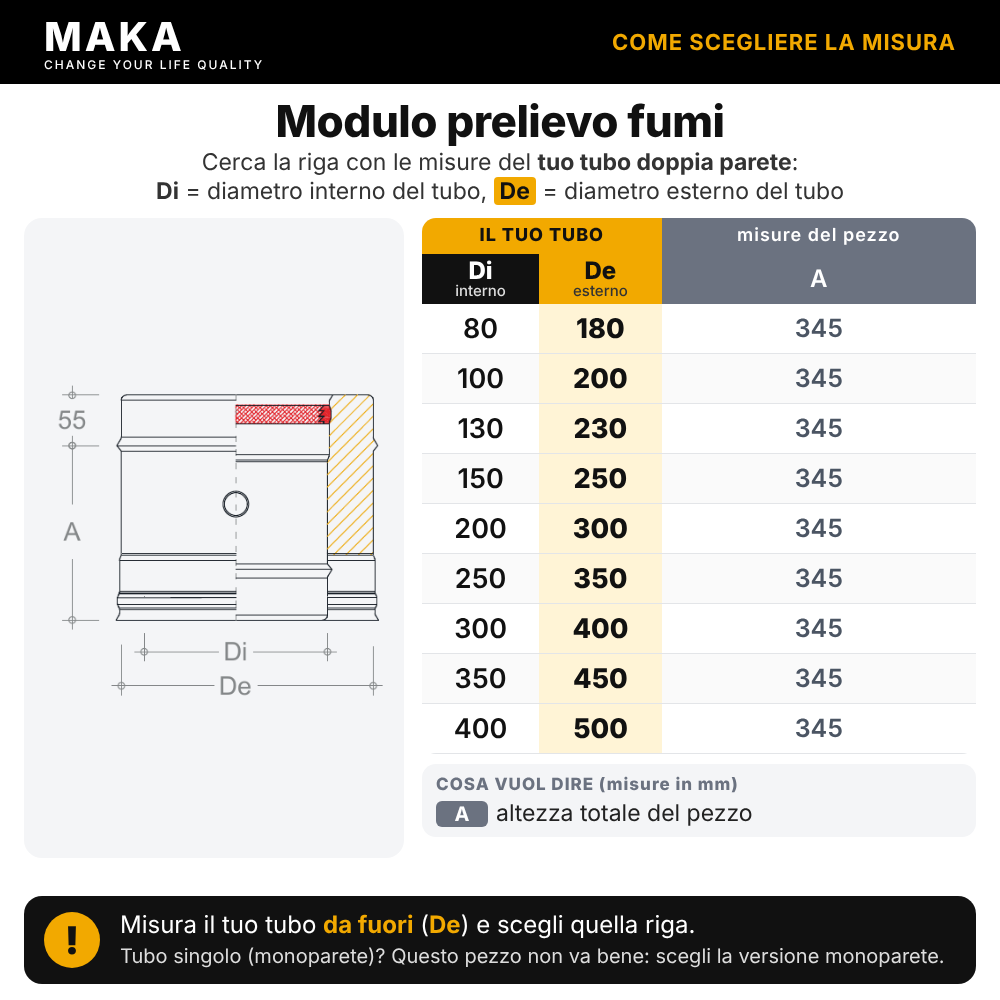 MAKA
CHANGE YOUR LIFE QUALITY
COME SCEGLIERE LA MISURA
Modulo prelievo fumi
Cerca la riga con le misure del tuo tubo doppia parete:
Di = diametro interno del tubo, De = diametro esterno del tubo
55
A
Di
De
IL TUO TUBO misure del pezzo
Di De A
interno esterno
80 180 345
100 200 345
130 230 345
150 250 345
200 300 345
250 350 345
300 400 345
350 450 345
400 500 345
COSA VUOL DIRE (misure in mm)
A altezza totale del pezzo
! Misura il tuo tubo da fuori (De) e scegli quella riga.
Tubo singolo (monoparete)? Questo pezzo non va bene: scegli la versione monoparete.